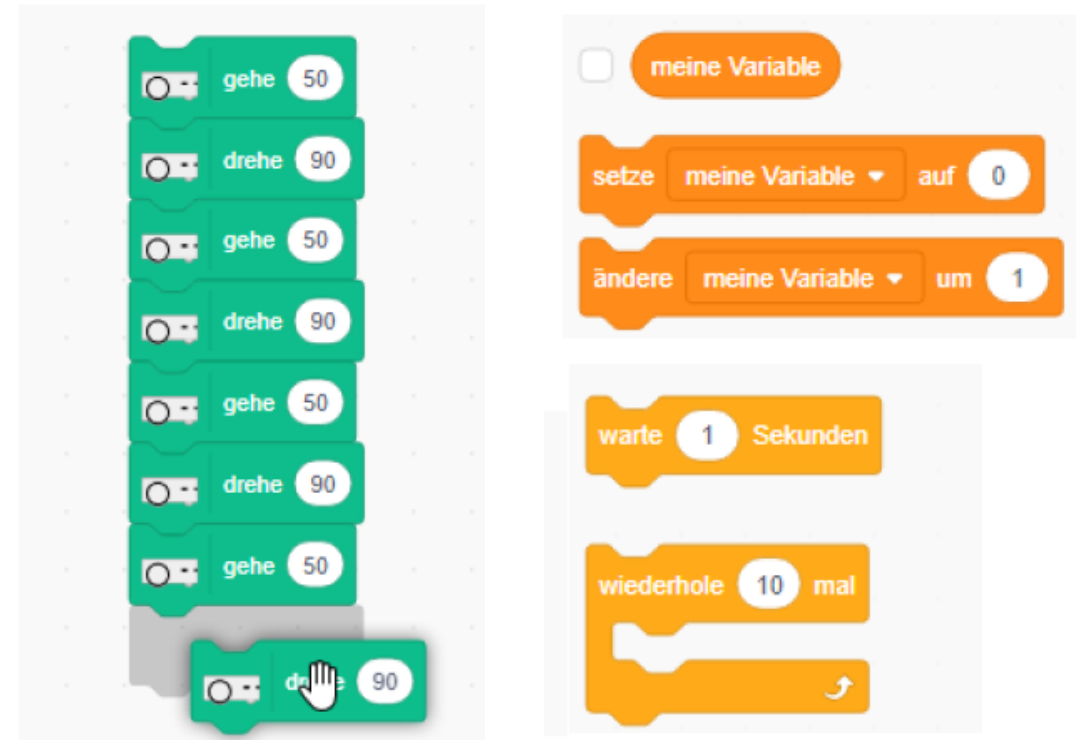 gehe 50
drehe 90
gehe 50
drehe 90
gehe 50
drehe 90
gehe 50
90
meine Variable
setze meine Variable auf 0
ändere meine Variable um 1
warte 1 Sekunden
wiederhole 10 mal